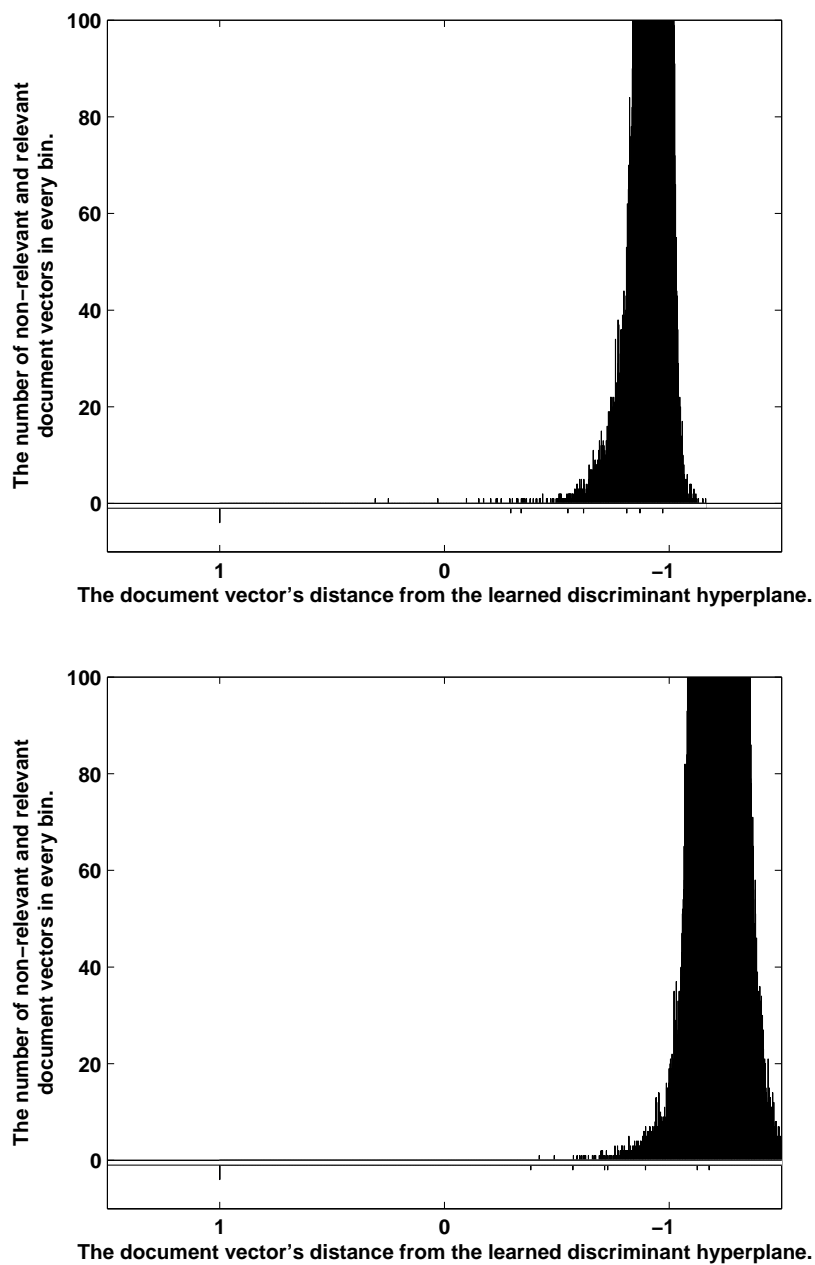 100
80
60
40
20
0
The number of non−relevant and relevant
document vectors in every bin.
1 0 −1
The document vector's distance from the learned discriminant hyperplane.
100
80
60
40
20
0
The number of non−relevant and relevant
document vectors in every bin.
1 0 −1
The document vector's distance from the learned discriminant hyperplane.